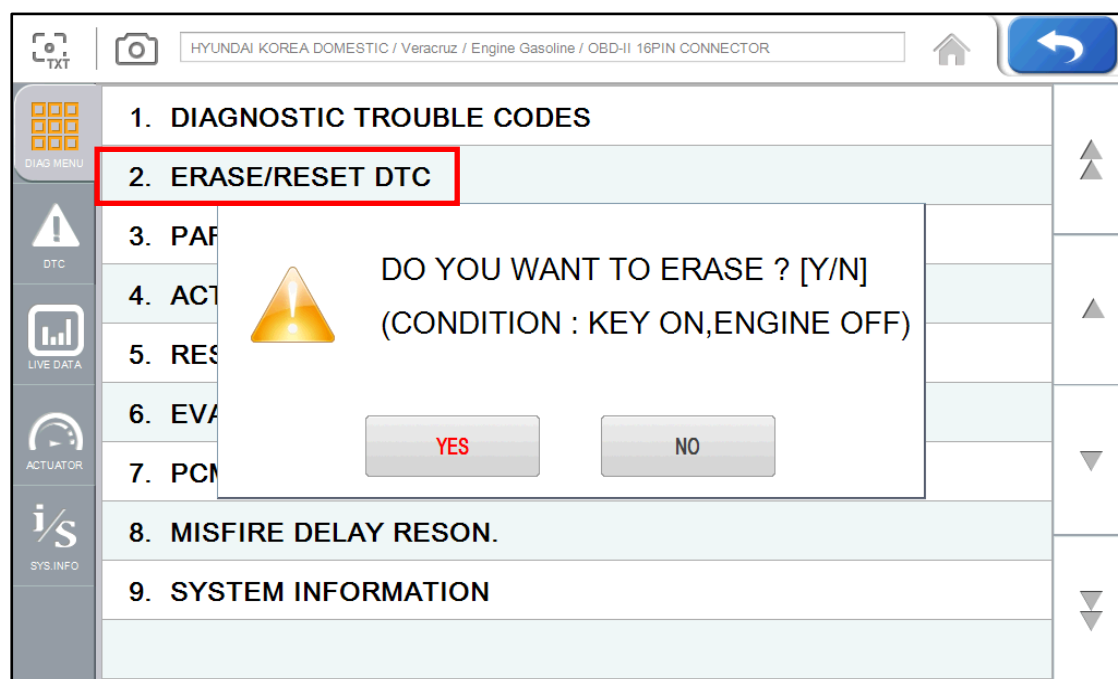 TXT
HYUNDAI KOREA DOMESTIC / Veracruz / Engine Gasoline / OBD-II 16PIN CONNECTOR
DIAG MENU
DTC
LIVE DATA
ACTUATOR
i/s
SYS.INFO
1. DIAGNOSTIC TROUBLE CODES
2. ERASE/RESET DTC
3. PAR
4. ACT
5. RES
6. EVA
7. PCM
8. MISFIRE DELAY RESON.
9. SYSTEM INFORMATION
DO YOU WANT TO ERASE ? [Y/N]
(CONDITION : KEY ON,ENGINE OFF)
YES
NO